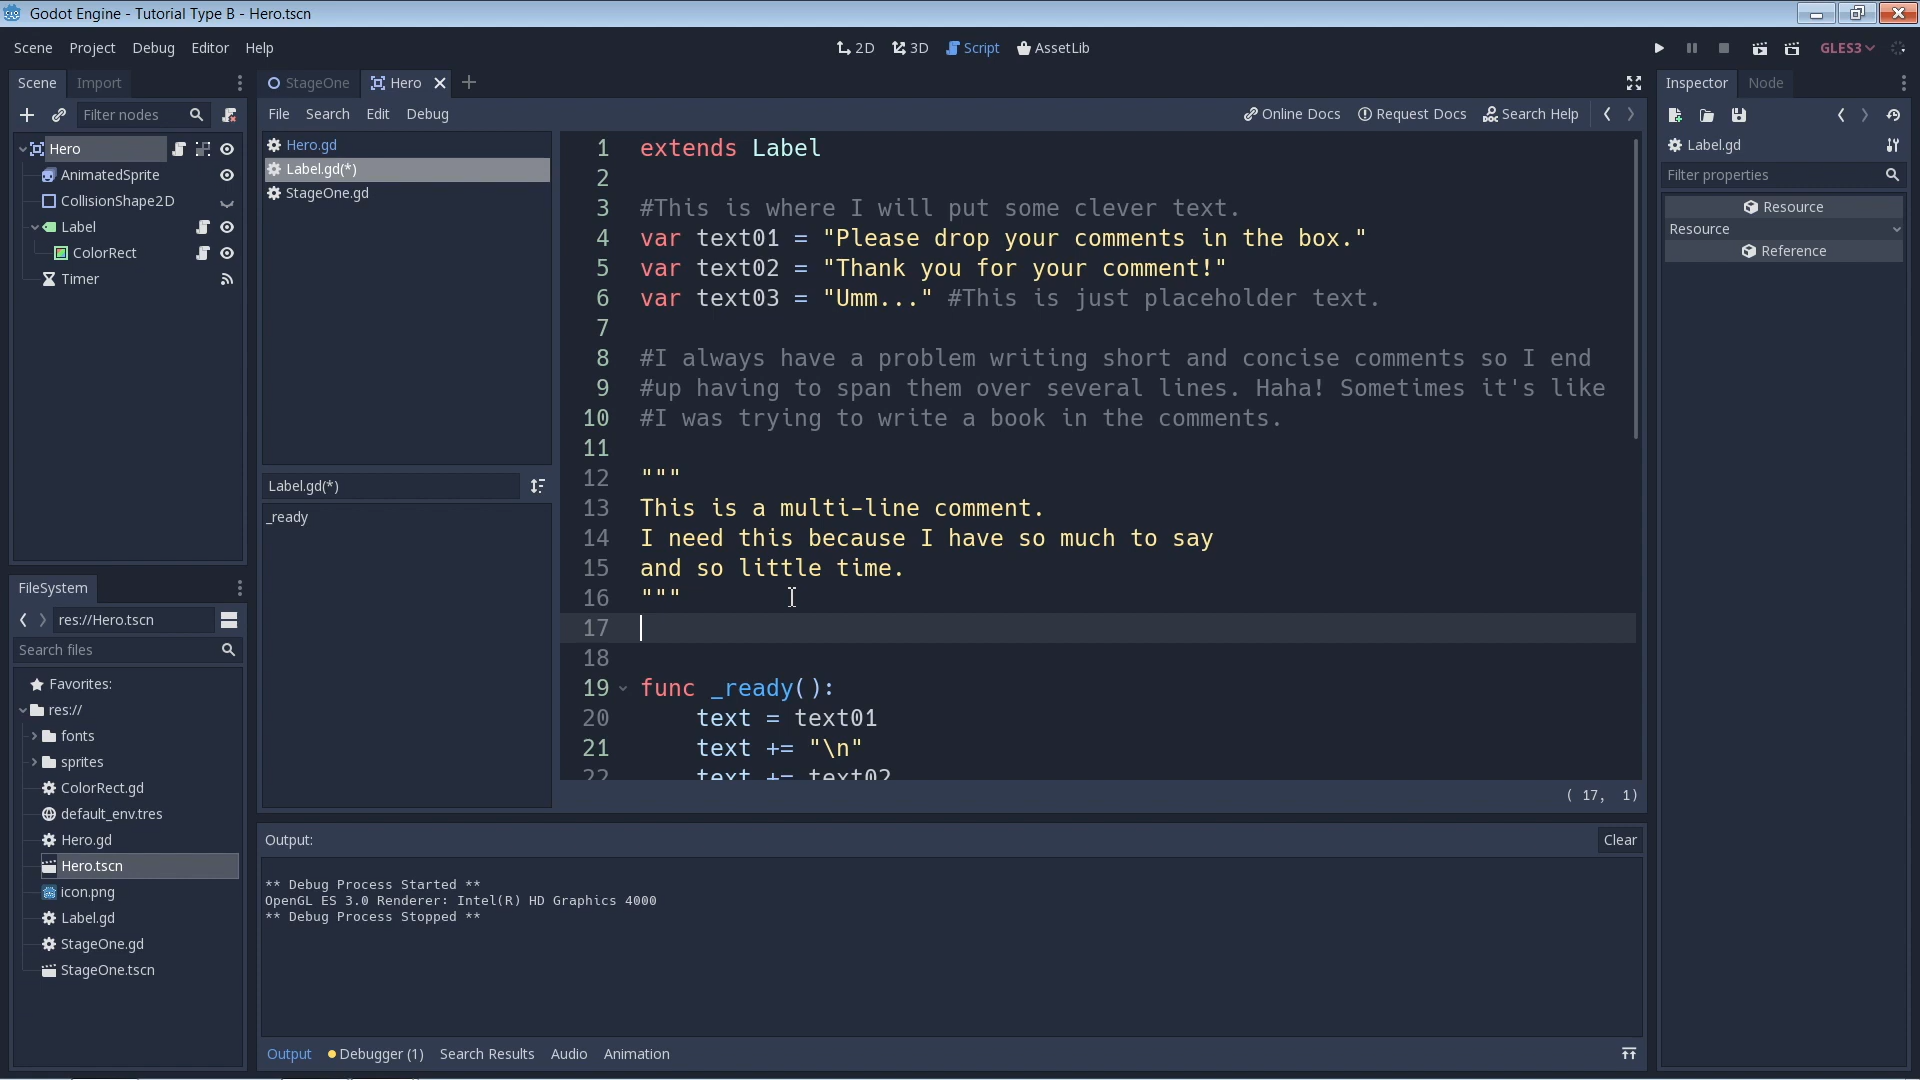 Godot Engine - Tutorial Type B - Hero.tscn
Scene Project Debug Editor Help
2D 3D Script AssetLib
GLES3
Scene Import
Filter nodes
Hero
AnimatedSprite
CollisionShape2D
Label
ColorRect
Timer
FileSystem
res://Hero.tscn
Search files
Favorites:
res://
fonts
sprites
ColorRect.gd
default_env.tres
Hero.gd
Hero.tscn
icon.png
Label.gd
StageOne.gd
StageOne.tscn
StageOne Hero
File Search Edit Debug
Online Docs Request Docs Search Help
Hero.gd
Label.gd(*)
StageOne.gd
Label.gd(*)
_ready
1 extends Label
2
3 #This is where I will put some clever text.
4 var text01 = "Please drop your comments in the box."
5 var text02 = "Thank you for your comment!"
6 var text03 = "Umm..." #This is just placeholder text.
7
8 #I always have a problem writing short and concise comments so I end
9 #up having to span them over several lines. Haha! Sometimes it's like
10 #I was trying to write a book in the comments.
11
12 """
13 This is a multi-line comment.
14 I need this because I have so much to say
15 and so little time.
16 """
17
18
19 func _ready():
20 text = text01
21 text += "\n"
22 text += text02
( 17, 1)
Output:
Clear
** Debug Process Started **
OpenGL ES 3.0 Renderer: Intel(R) HD Graphics 4000
** Debug Process Stopped **
Output Debugger (1) Search Results Audio Animation
Inspector Node
Label.gd
Filter properties
Resource
Resource
Reference